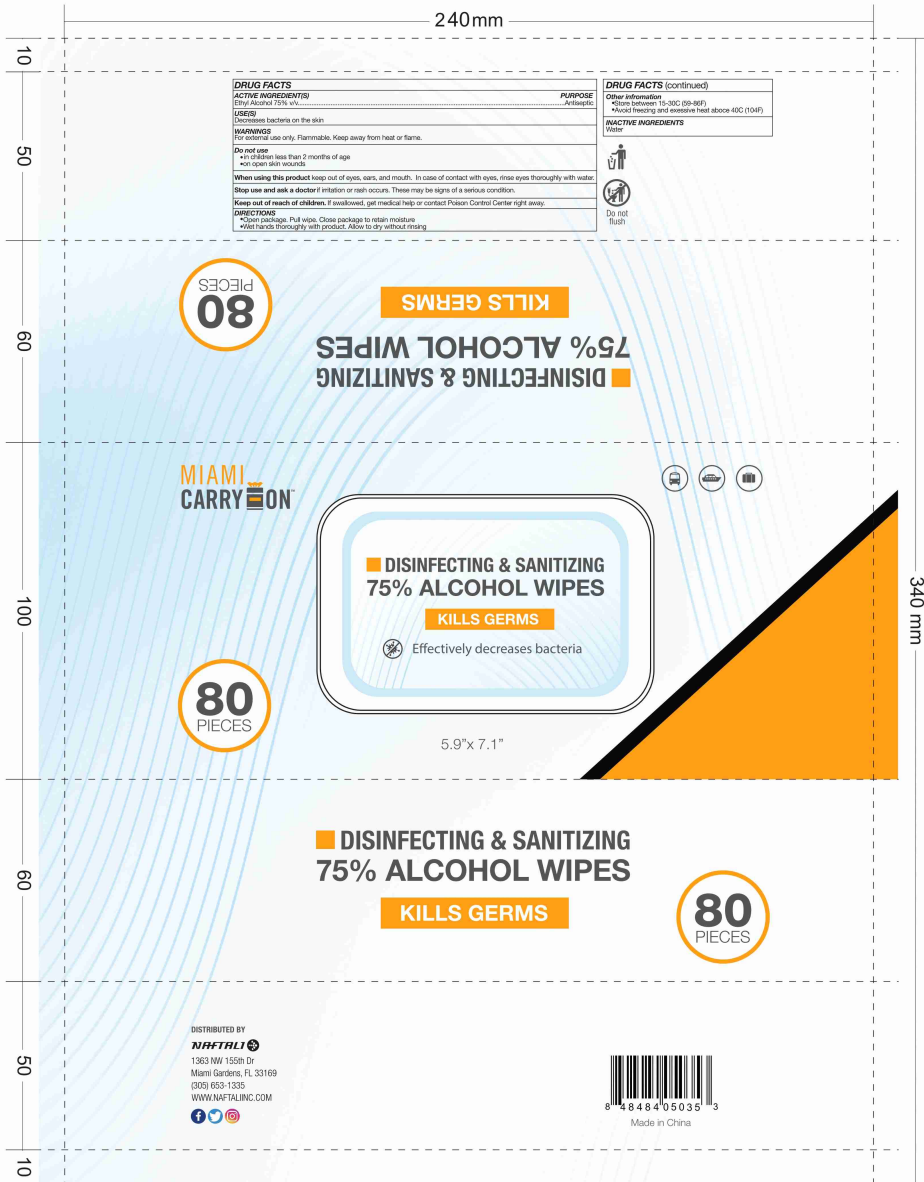 240mm
10
50
60
100
60
50
10
340 mm
DRUG FACTS
ACTIVE INGREDIENT(S) PURPOSE
Ethyl Alcohol 75% v/v......Antiseptic
USE(S)
Decreases bacteria on the skin
WARNINGS
For external use only. Flammable. Keep away from heat or flame.
Do not use
•in children less than 2 months of age
•on open skin wounds
When using this product keep out of eyes, ears, and mouth. In case of contact with eyes, rinse eyes thoroughly with water.
Stop use and ask a doctor if irritation or rash occurs. These may be signs of a serious condition.
Keep out of reach of children. If swallowed, get medical help or contact Poison Control Center right away.
DIRECTIONS
•Open package. Pull wipe. Close package to retain moisture
•Wet hands thoroughly with product. Allow to dry without rinsing
DRUG FACTS (continued)
Other infromation
•Store between 15-30C (59-86F)
•Avoid freezing and exessive heat aboce 40C (104F)
INACTIVE INGREDIENTS
Water
Do not
flush
DISINFECTING & SANITIZING
75% ALCOHOL WIPES
KILLS GERMS
80
PIECES
MIAMI
CARRY ON™
DISINFECTING & SANITIZING
75% ALCOHOL WIPES
KILLS GERMS
Effectively decreases bacteria
80
PIECES
5.9”x 7.1”
DISINFECTING & SANITIZING
75% ALCOHOL WIPES
KILLS GERMS
80
PIECES
DISTRIBUTED BY
NAFTALI
1363 NW 155th Dr
Miami Gardens, FL 33169
(305) 653-1335
WWW.NAFTALIINC.COM
8 48484 05035 3
Made in China